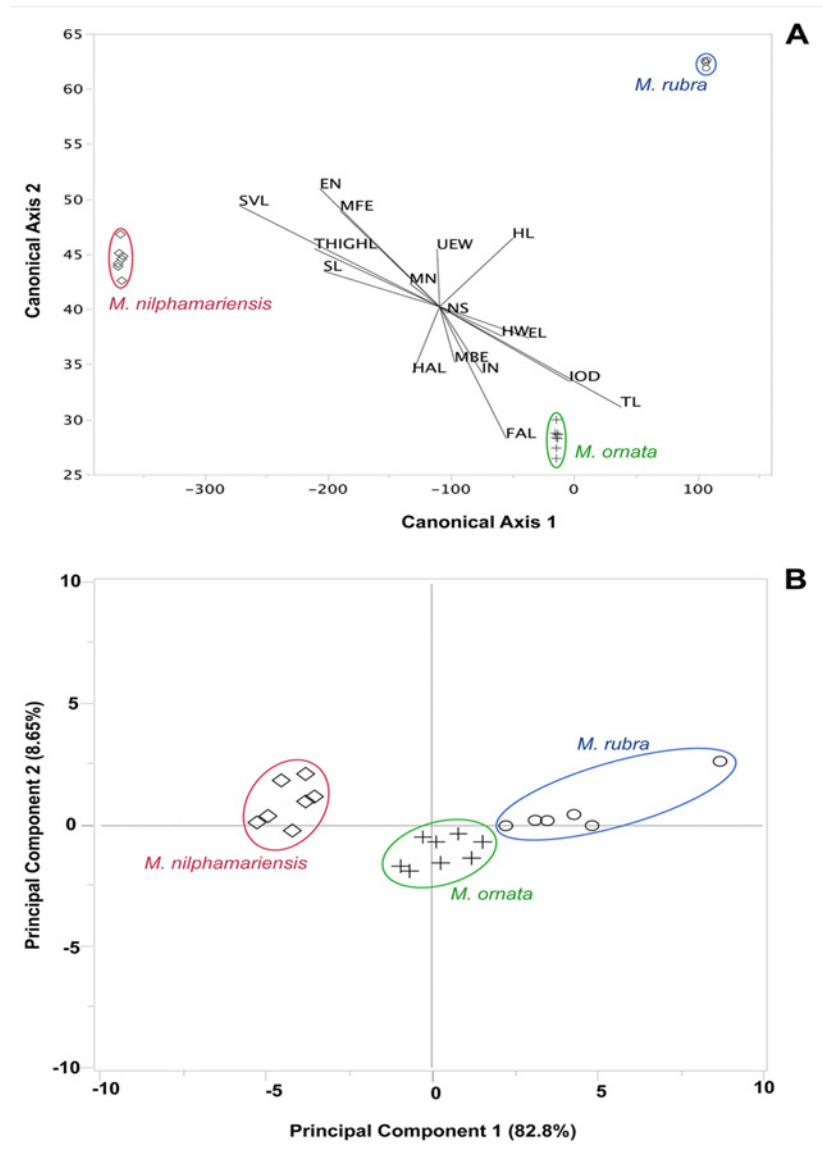 A
65
60
55
50
45
40
35
30
25
Canonical Axis 2
M. rubra
EN
MFE
SVL
THIGHL
UEW
HL
SL
MN
M. nilphamariensis
NS
HW
EL
HAL
MBE
IN
IOD
TL
FAL
M. ornata
−300
−200
−100
0
100
Canonical Axis 1
B
10
5
0
-5
-10
Principal Component 2 (8.65%)
M. rubra
M. nilphamariensis
M. ornata
-10
-5
0
5
10
Principal Component 1 (82.8%)